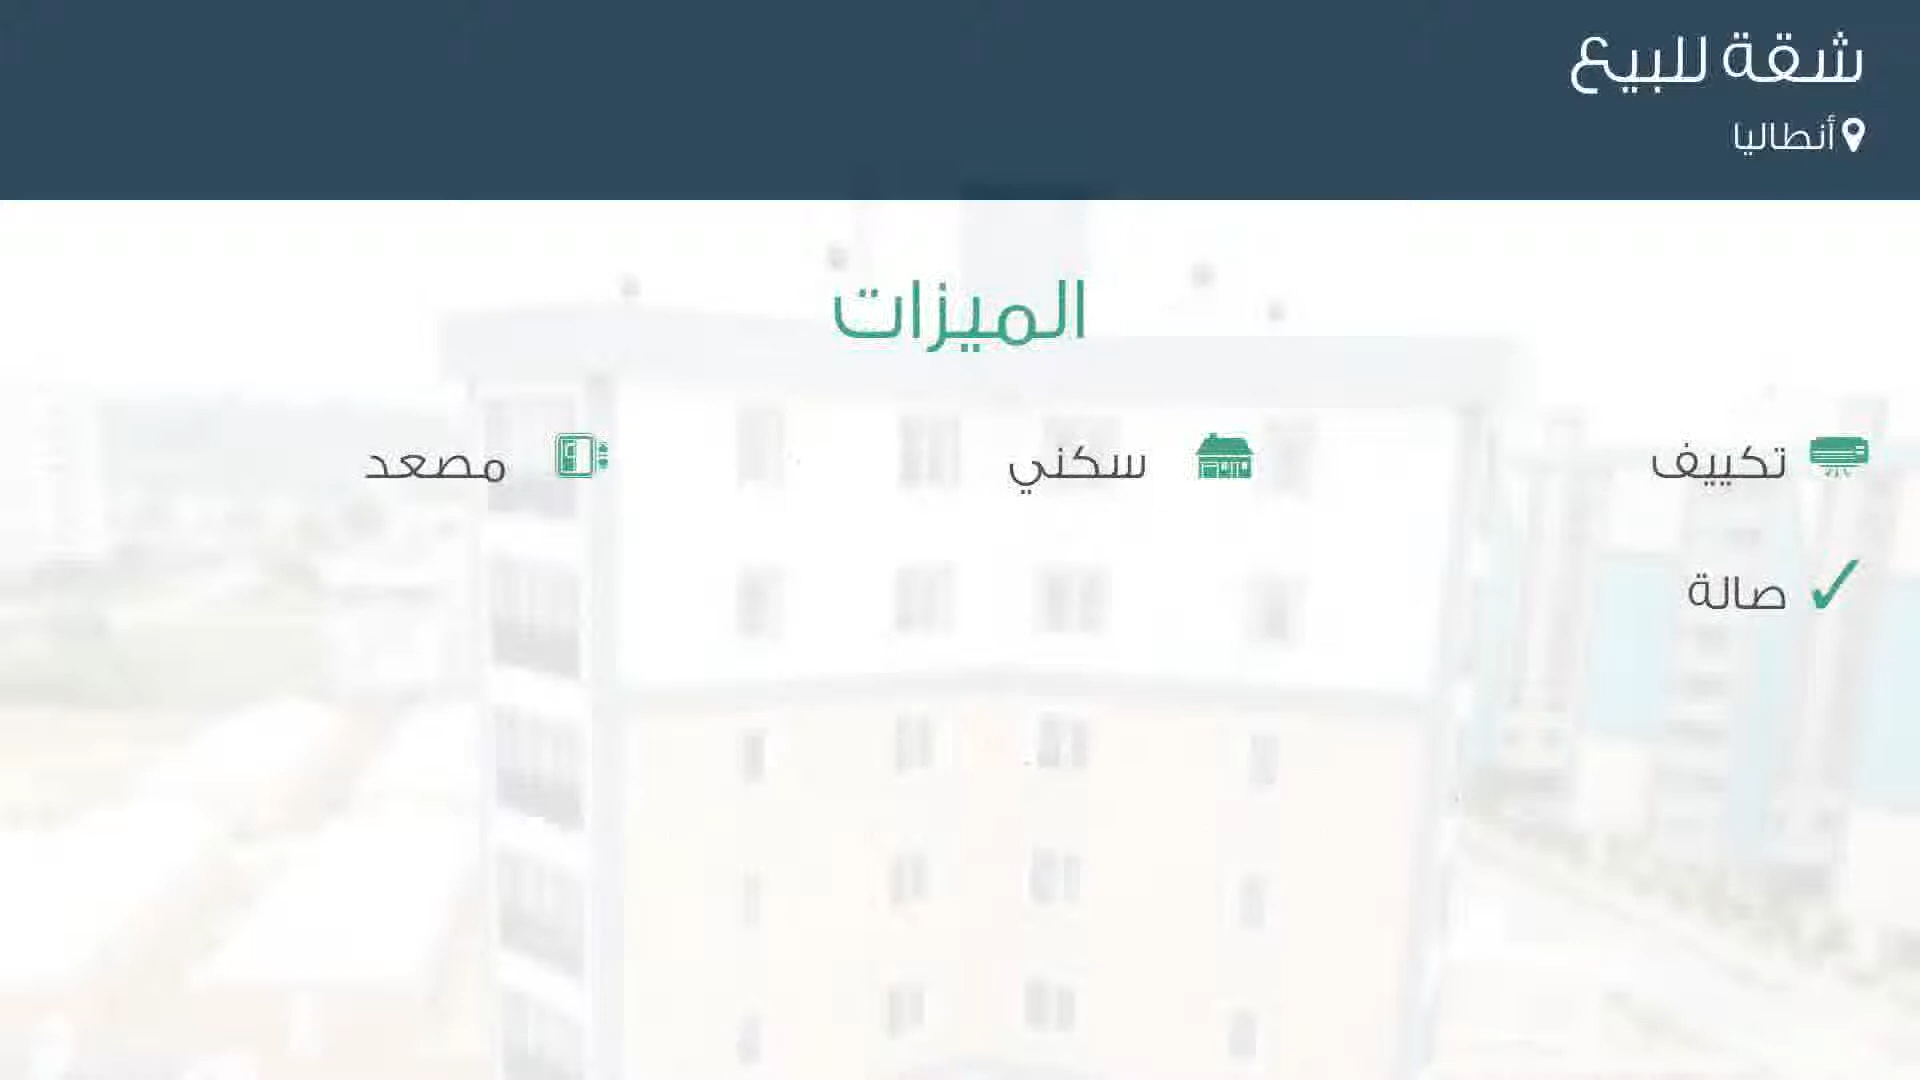 شقة للبيع
أنطاليا
الميزات
تكييف
سكني
مصعد
صالة